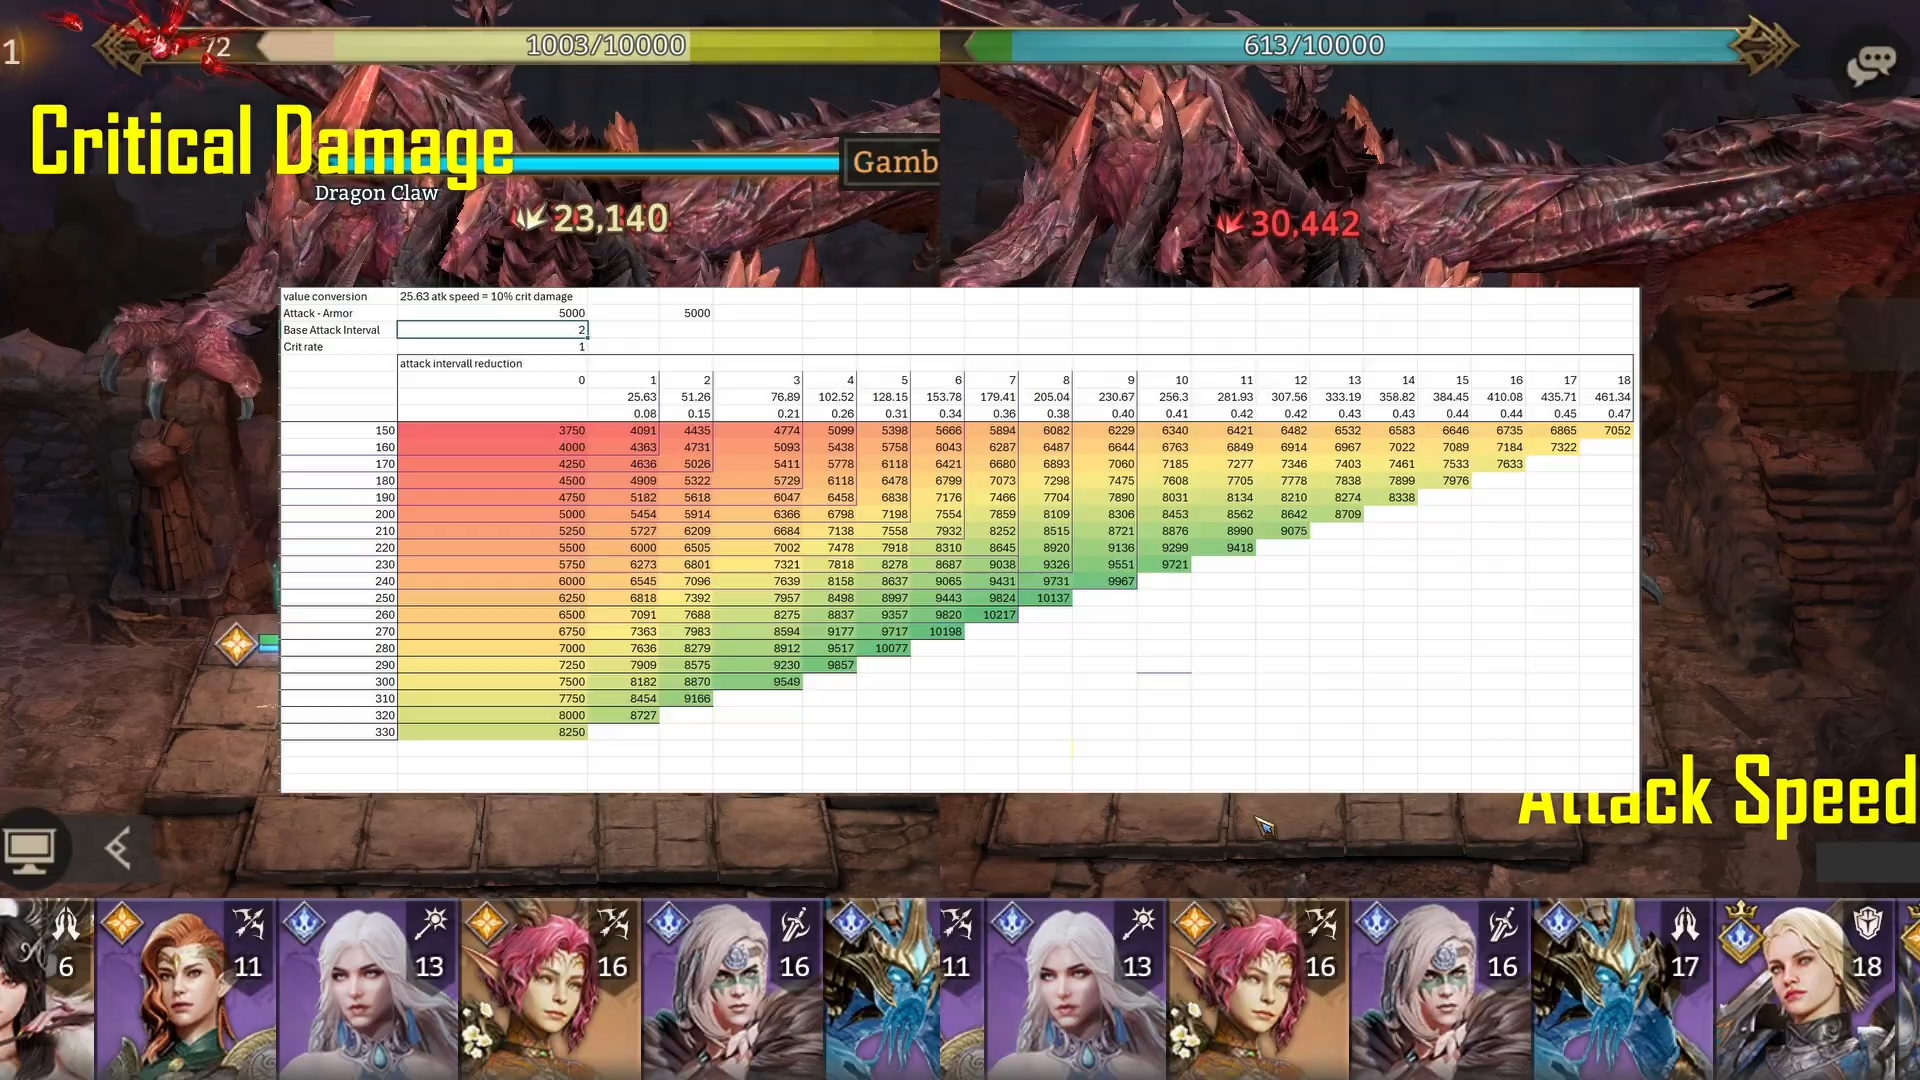 1
72
1003/10000
613/10000
Critical Damage
Gamb
Dragon Claw
23,140
30,442
value conversion 25.63 atk speed = 10% crit damage
Attack - Armor 5000 5000
Base Attack Interval 2
Crit rate 1
attack intervall reduction
0 1 2 3 4 5 6 7 8 9 10 11 12 13 14 15 16 17 18
25.63 51.26 76.89 102.52 128.15 153.78 179.41 205.04 230.67 256.3 281.93 307.56 333.19 358.82 384.45 410.08 435.71 461.34
0.08 0.15 0.21 0.26 0.31 0.34 0.36 0.38 0.40 0.41 0.42 0.42 0.43 0.43 0.44 0.44 0.45 0.47
150 3750 4091 4435 4774 5099 5398 5666 5894 6082 6229 6340 6421 6482 6532 6583 6646 6735 6865 7052
160 4000 4363 4731 5093 5438 5758 6043 6287 6487 6644 6763 6849 6914 6967 7022 7089 7184 7322
170 4250 4636 5026 5411 5778 6118 6421 6680 6893 7060 7185 7277 7346 7403 7461 7533 7633
180 4500 4909 5322 5729 6118 6478 6799 7073 7298 7475 7608 7705 7778 7838 7899 7976
190 4750 5182 5618 6047 6458 6838 7176 7466 7704 7890 8031 8134 8210 8274 8338
200 5000 5454 5914 6366 6798 7198 7554 7859 8109 8306 8453 8562 8642 8709
210 5250 5727 6209 6684 7138 7558 7932 8252 8515 8721 8876 8990 9075
220 5500 6000 6505 7002 7478 7918 8310 8645 8920 9136 9299 9418
230 5750 6273 6801 7321 7818 8278 8687 9038 9326 9551 9721
240 6000 6545 7096 7639 8158 8637 9065 9431 9731 9967
250 6250 6818 7392 7957 8498 8997 9443 9824 10137
260 6500 7091 7688 8275 8837 9357 9820 10217
270 6750 7363 7983 8594 9177 9717 10198
280 7000 7636 8279 8912 9517 10077
290 7250 7909 8575 9230 9857
300 7500 8182 8870 9549
310 7750 8454 9166
320 8000 8727
330 8250
Attack Speed
6 11 13 16 16 11 13 16 16 17 18